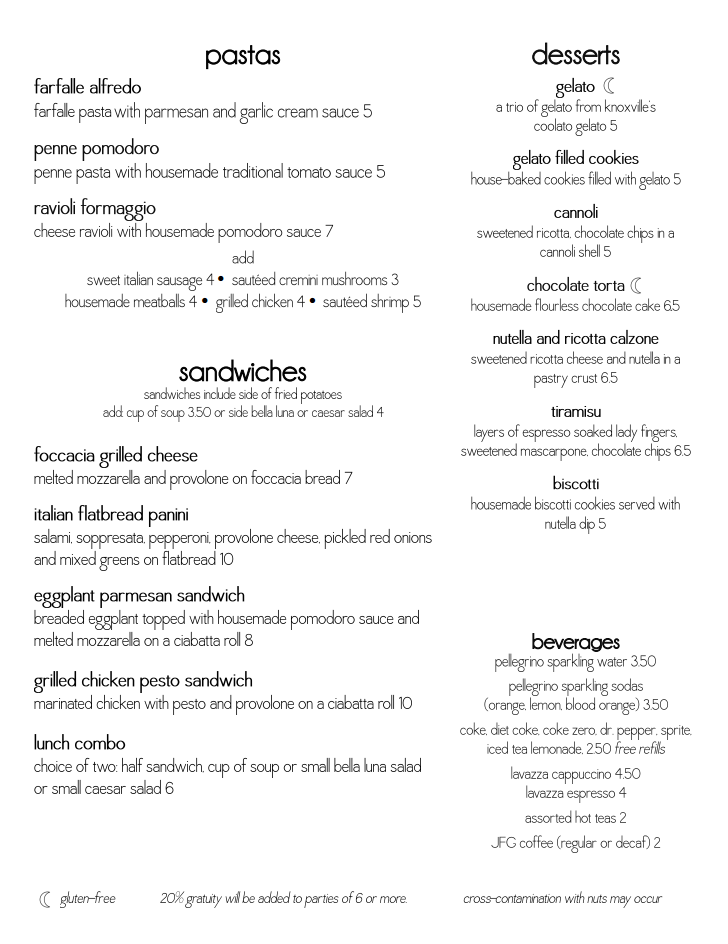 pastas
farfalle alfredo
farfalle pasta with parmesan and garlic cream sauce 5
penne pomodoro
penne pasta with housemade traditional tomato sauce 5
ravioli formaggio
cheese ravioli with housemade pomodoro sauce 7
add
sweet italian sausage 4 • sautéed cremini mushrooms 3
housemade meatballs 4 • grilled chicken 4 • sautéed shrimp 5
sandwiches
sandwiches include side of fried potatoes
add: cup of soup 3.50 or side bella luna or caesar salad 4
foccacia grilled cheese
melted mozzarella and provolone on foccacia bread 7
italian flatbread panini
salami, soppresata, pepperoni, provolone cheese, pickled red onions
and mixed greens on flatbread 10
eggplant parmesan sandwich
breaded eggplant topped with housemade pomodoro sauce and
melted mozzarella on a ciabatta roll 8
grilled chicken pesto sandwich
marinated chicken with pesto and provolone on a ciabatta roll 10
lunch combo
choice of two: half sandwich, cup of soup or small bella luna salad
or small caesar salad 6
desserts
gelato
a trio of gelato from knoxville's
coolato gelato 5
gelato filled cookies
house-baked cookies filled with gelato 5
cannoli
sweetened ricotta, chocolate chips in a
cannoli shell 5
chocolate torta
housemade flourless chocolate cake 6.5
nutella and ricotta calzone
sweetened ricotta cheese and nutella in a
pastry crust 6.5
tiramisu
layers of espresso soaked lady fingers,
sweetened mascarpone, chocolate chips 6.5
biscotti
housemade biscotti cookies served with
nutella dip 5
beverages
pellegrino sparkling water 3.50
pellegrino sparkling sodas
(orange, lemon, blood orange) 3.50
coke, diet coke, coke zero, dr. pepper, sprite,
iced tea lemonade, 2.50 free refills
lavazza cappuccino 4.50
lavazza espresso 4
assorted hot teas 2
JFG coffee (regular or decaf) 2
gluten-free
20% gratuity will be added to parties of 6 or more.
cross-contamination with nuts may occur